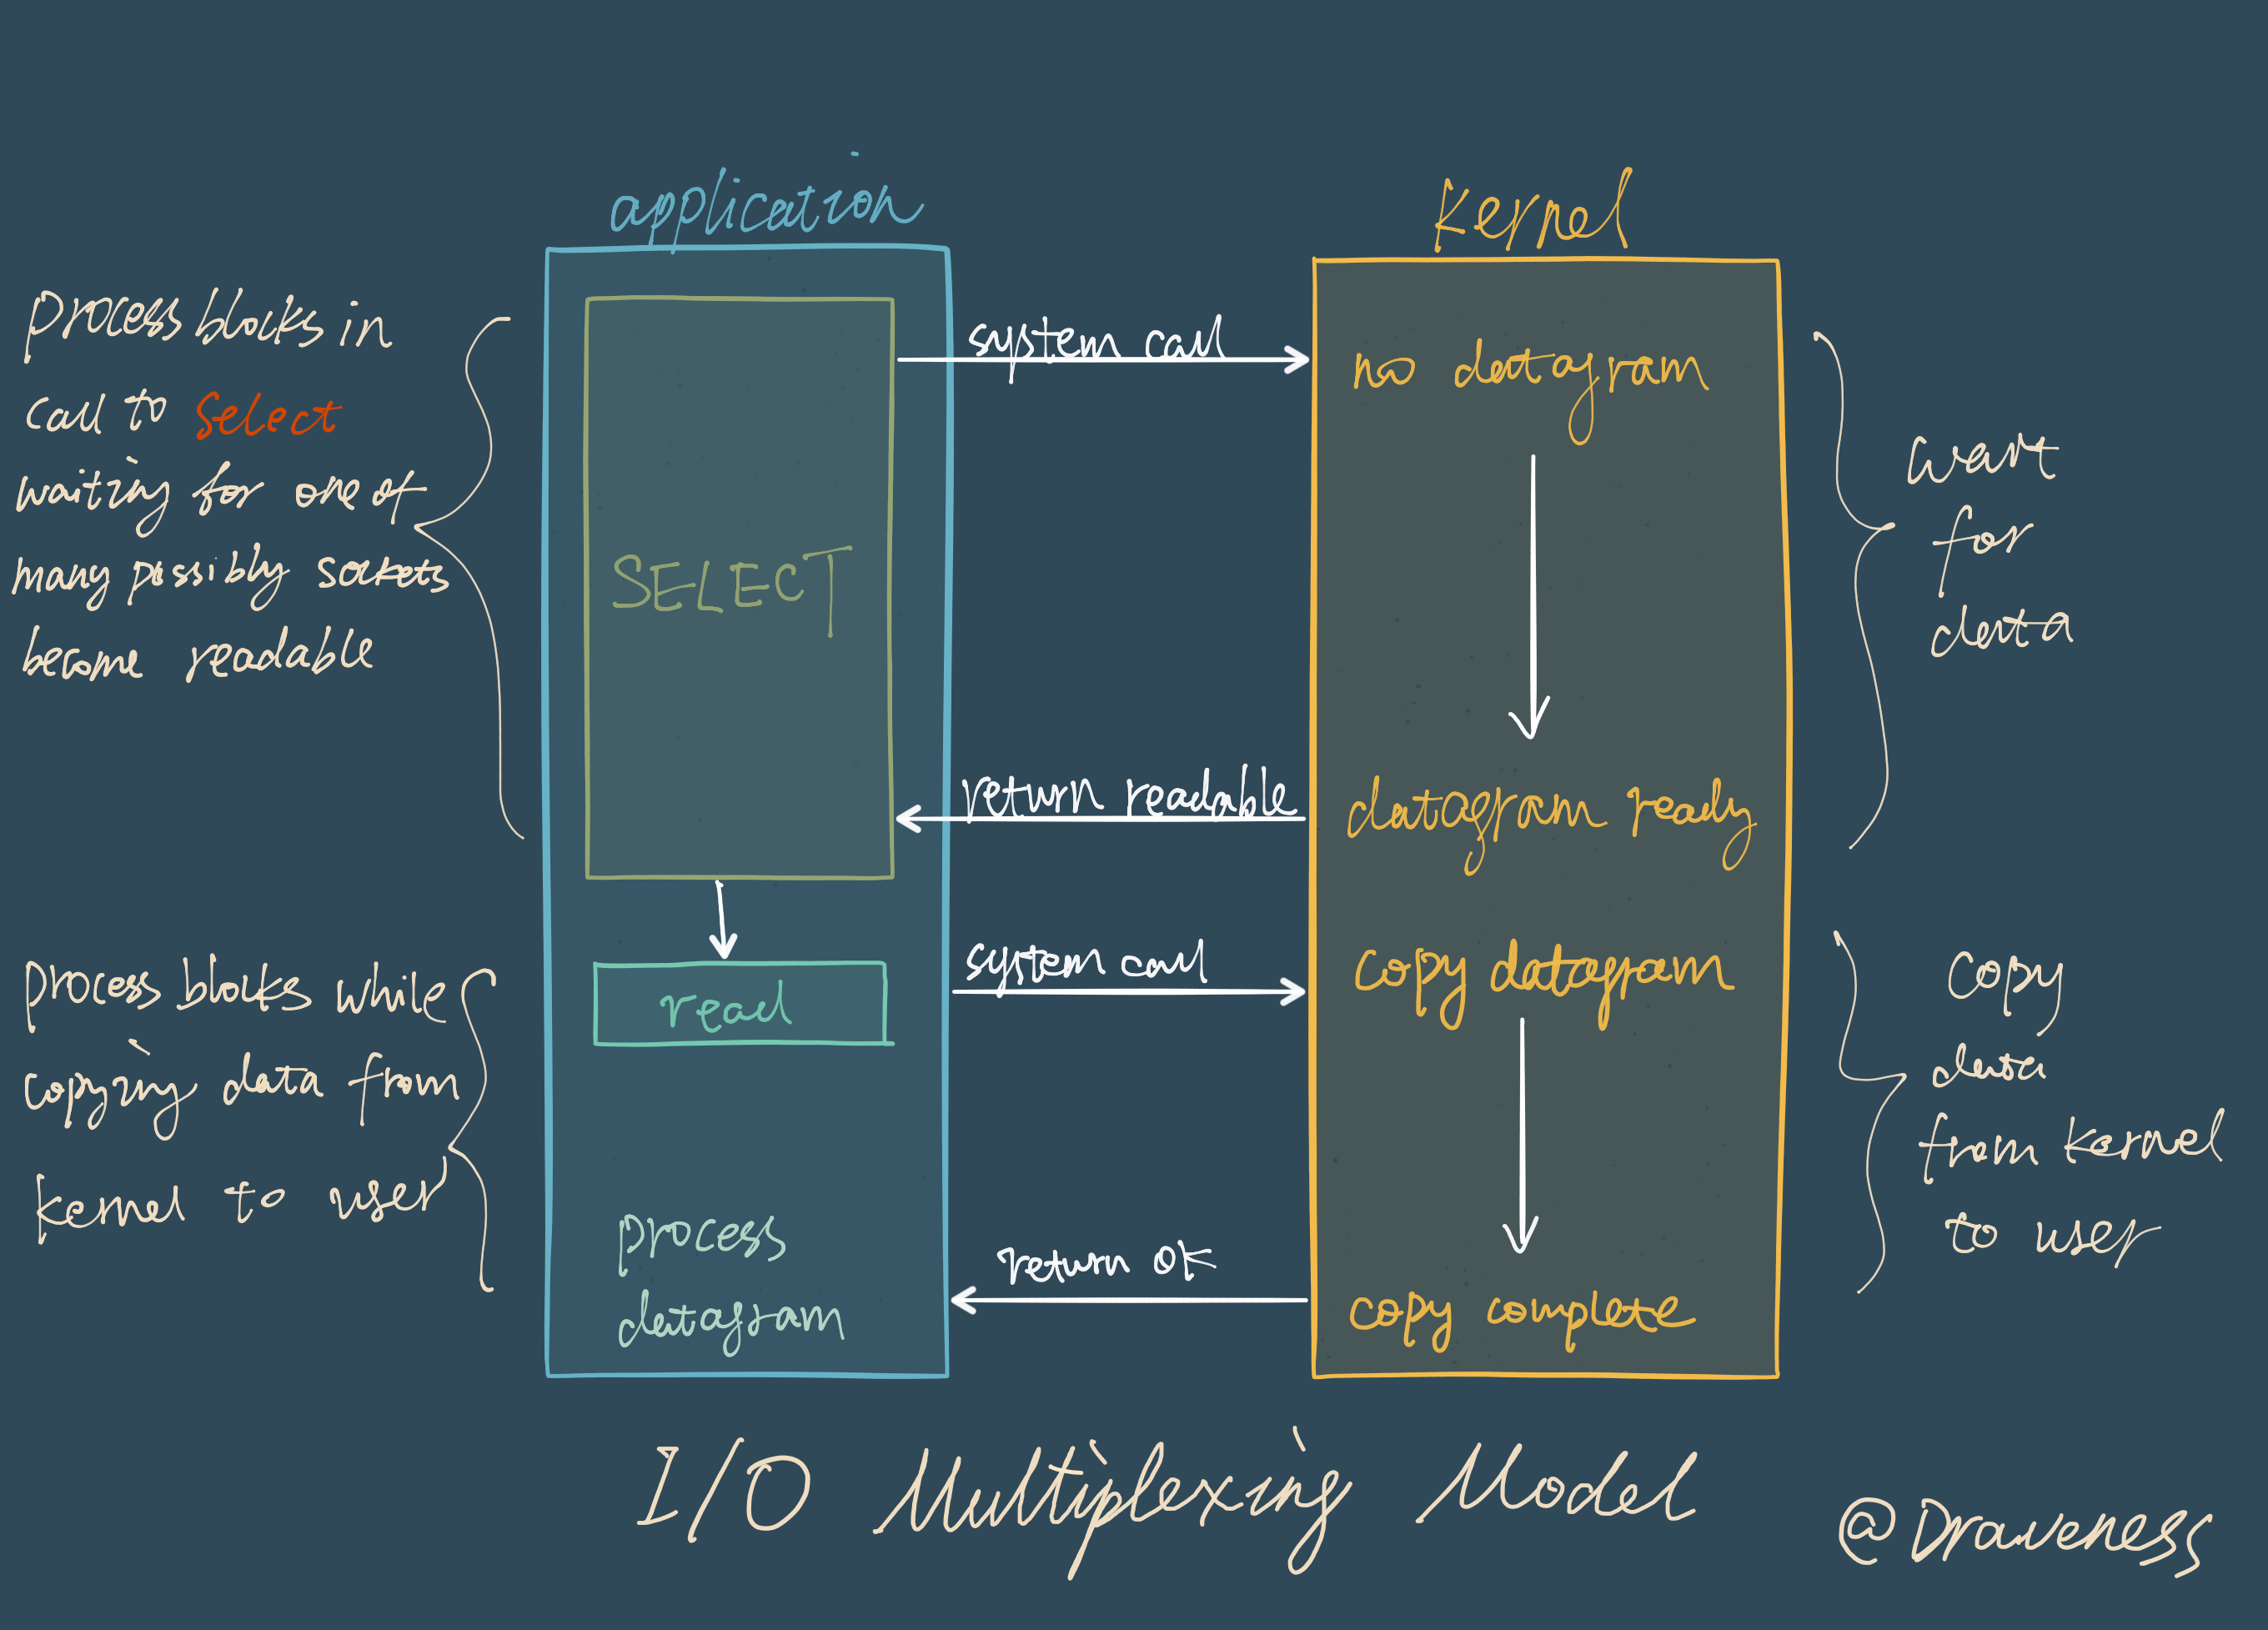 application
kernel
process blocks in
call to select
waiting for one of
many possibly sockets
become readable
SELECT
system call
no datagram
wait
for
data
return readable
datagram ready
process blocks while
copying data from
kernel to user
read
system call
copy datagram
copy
data
from kernel
to user
process
datagram
return OK
copy complete
I/O Multiplexing Model
@Draveness